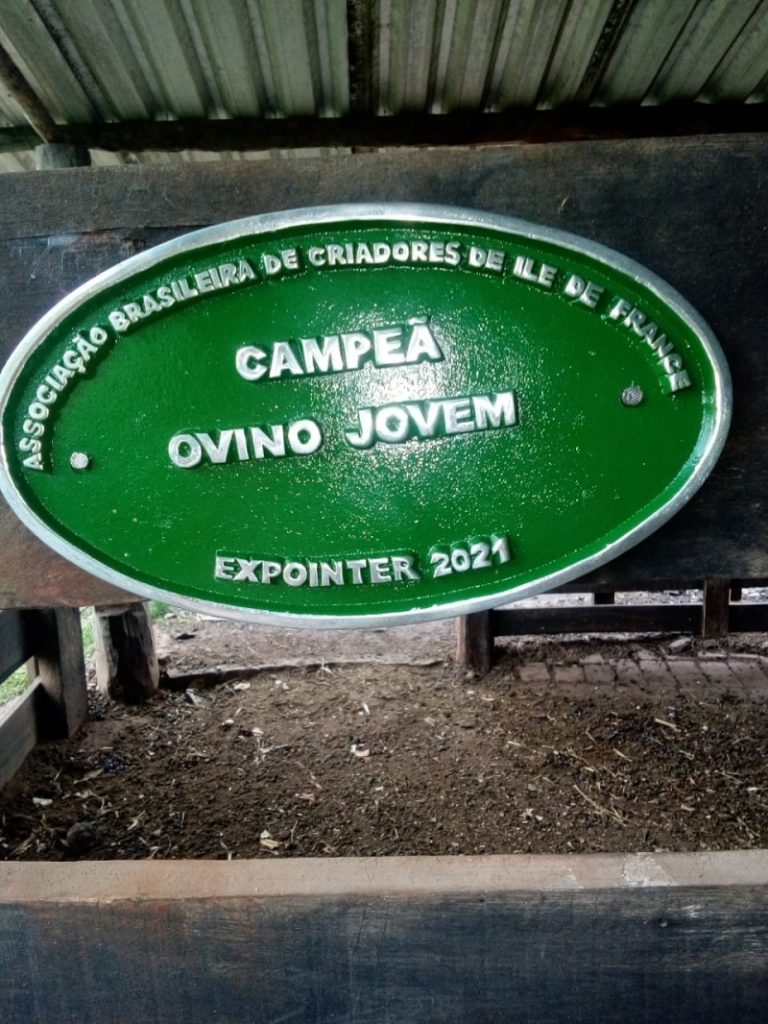 ASSOCIAÇÃO BRASILEIRA DE CRIADORES DE ILE DE FRANCE
CAMPEÃ
OVINO JOVEM
EXPOINTER 2021